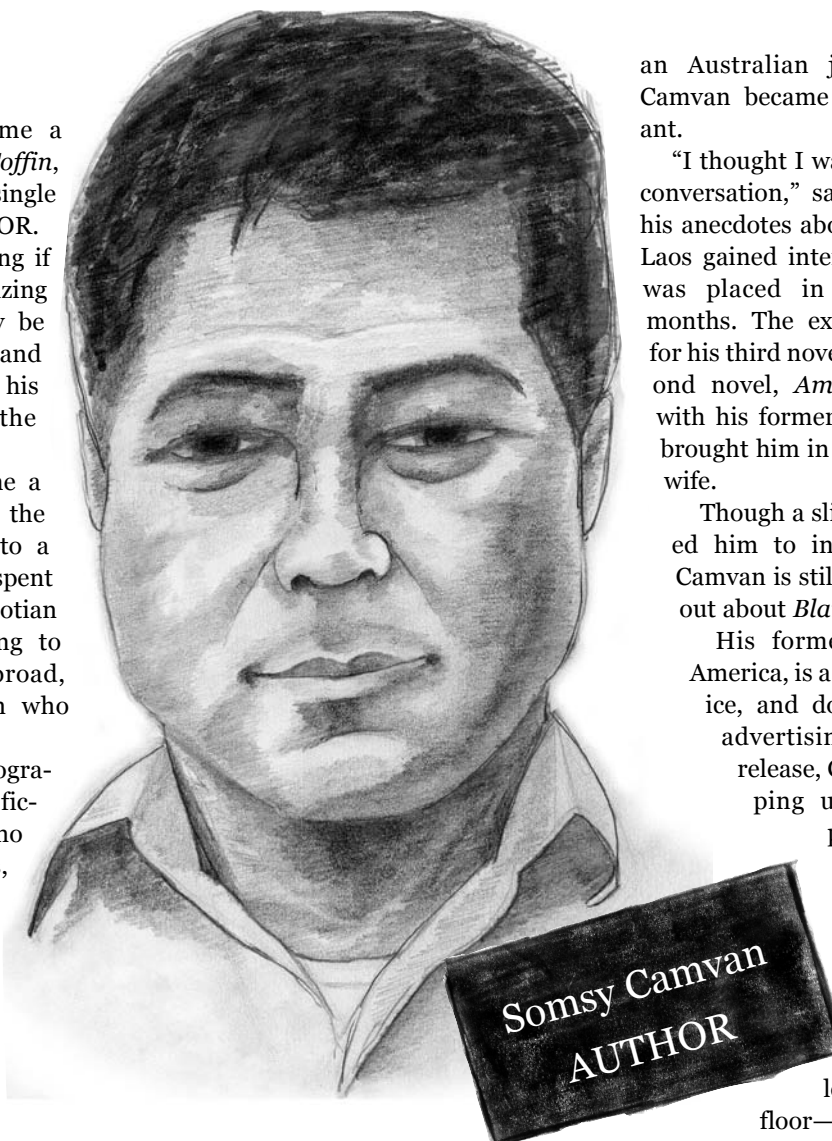 me a
offin,
single
OR.
ng if
izing
be
and
his
the
a
the
to a
spent
otian
ng to
road,
who
ogra-
fic-
ho
an Australian j
Camvan became
ant.
“I thought I wa
conversation,” sa
his anecdotes abo
Laos gained inte
was placed in
months. The ex
for his third nove
ond novel, Am
with his former
brought him in
wife.
Though a sli
ed him to in
Camvan is stil
out about Bla
His forme
America, is a
ice, and do
advertisin
release,
ping u
Somsy Camvan
AUTHOR
le
floor—